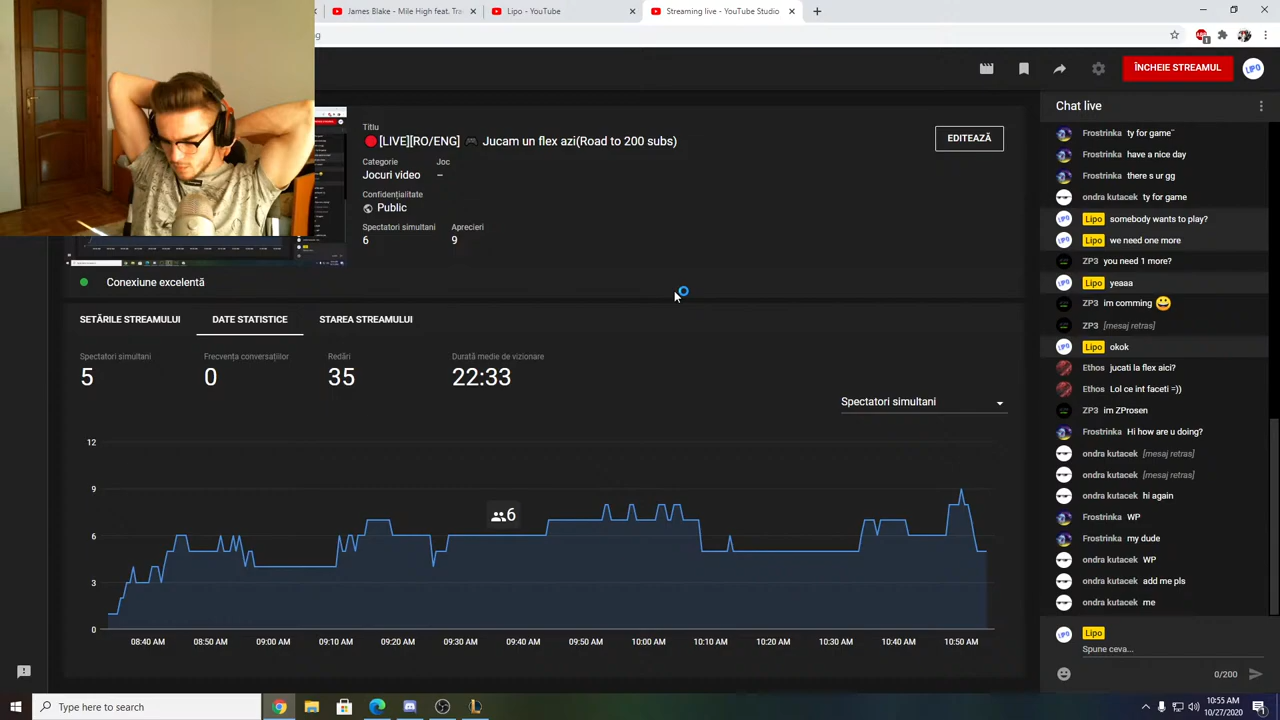 James Blake - Mile High feat. Tra
Lipo - YouTube
Streaming live - YouTube Studio
ÎNCHEIE STREAMUL
LIPO
Titlu
[LIVE][RO/ENG] 🎮 Jucam un flex azi(Road to 200 subs)
EDITEAZĂ
Categorie Joc
Jocuri video –
Confidențialitate
Public
Spectatori simultani Aprecieri
6 9
Conexiune excelentă
SETĂRILE STREAMULUI DATE STATISTICE STAREA STREAMULUI
Spectatori simultani Frecvența conversațiilor Redări Durată medie de vizionare
5 0 35 22:33
Spectatori simultani
12
9
6
3
0
6
08:40 AM 08:50 AM 09:00 AM 09:10 AM 09:20 AM 09:30 AM 09:40 AM 09:50 AM 10:00 AM 10:10 AM 10:20 AM 10:30 AM 10:40 AM 10:50 AM
Chat live
Frostrinka ty for game¨
Frostrinka have a nice day
Frostrinka there s ur gg
ondra kutacek ty for game
Lipo somebody wants to play?
Lipo we need one more
ZP3 you need 1 more?
Lipo yeaaa
ZP3 im comming 😀
ZP3 [mesaj retras]
Lipo okok
Ethos jucati la flex aici?
Ethos Lol ce int faceti =))
ZP3 im ZProsen
Frostrinka Hi how are u doing?
ondra kutacek [mesaj retras]
ondra kutacek [mesaj retras]
ondra kutacek hi again
Frostrinka WP
Frostrinka my dude
ondra kutacek WP
ondra kutacek add me pls
ondra kutacek me
Lipo
Spune ceva...
0/200
Type here to search
10:55 AM
10/27/2020